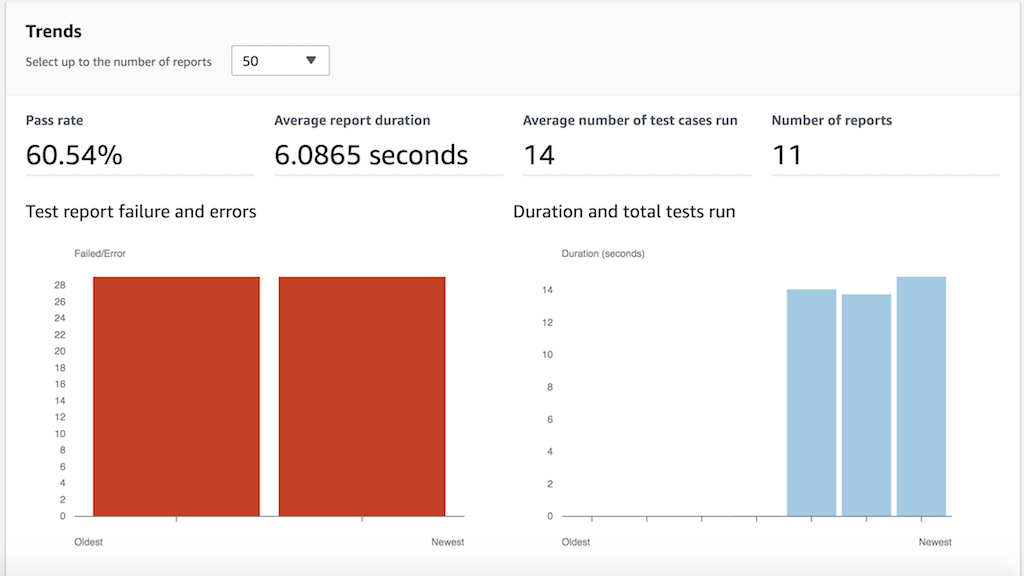 Trends
Select up to the number of reports 50
Pass rate Average report duration Average number of test cases run Number of reports
60.54% 6.0865 seconds 14 11
Test report failure and errors Duration and total tests run
Failed/Error Duration (seconds)
28
26
24
22
20
18
16
14
12
10
8
6
4
2
0
Oldest Newest
14
12
10
8
6
4
2
0
Oldest Newest